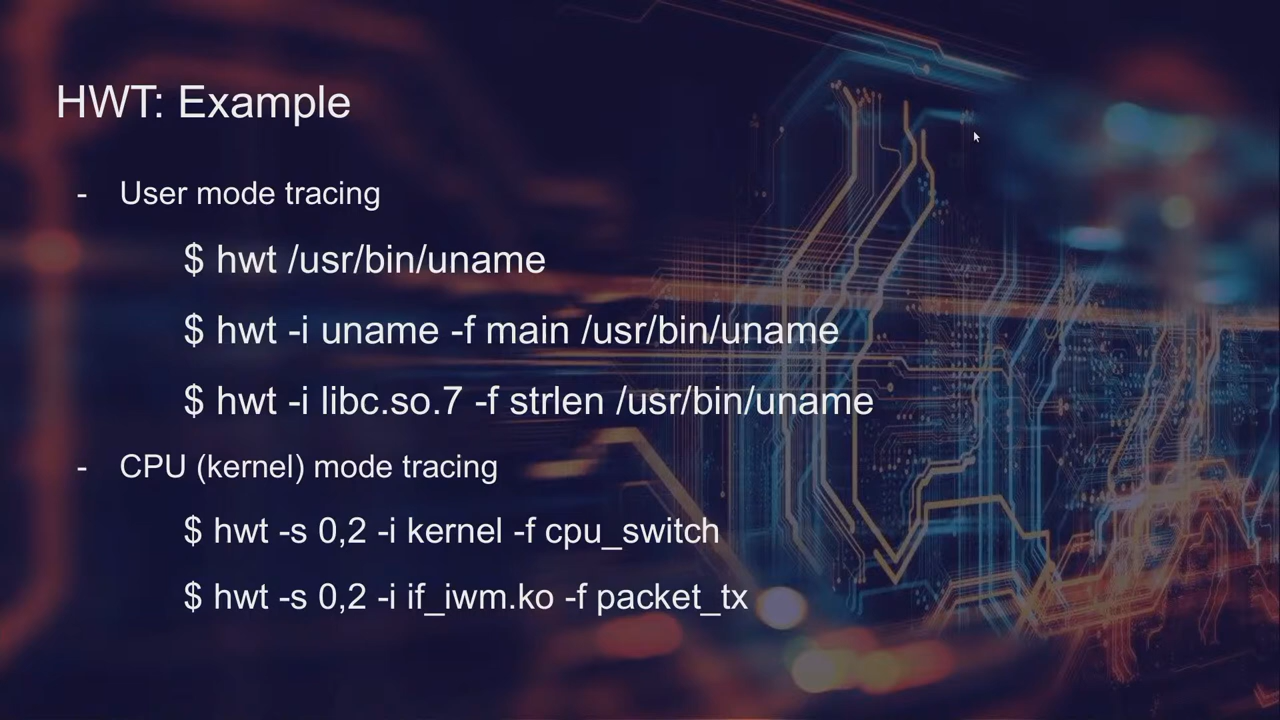 HWT: Example
- User mode tracing
$ hwt /usr/bin/uname
$ hwt -i uname -f main /usr/bin/uname
$ hwt -i libc.so.7 -f strlen /usr/bin/uname
- CPU (kernel) mode tracing
$ hwt -s 0,2 -i kernel -f cpu_switch
$ hwt -s 0,2 -i if_iwm.ko -f packet_tx